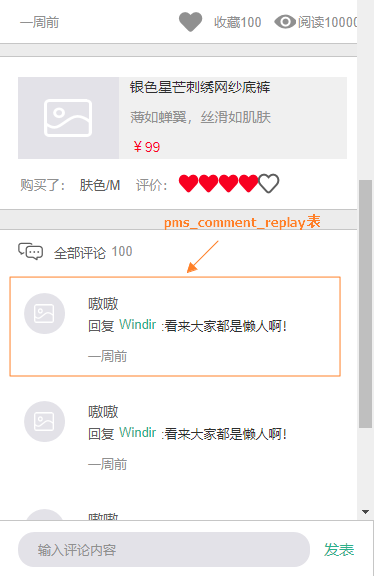 一周前 收藏100 阅读10000
银色星芒刺绣网纱底裤
薄如蝉翼，丝滑如肌肤
￥99
购买了： 肤色/M 评价：
pms_comment_replay表
全部评论 100
嗷嗷
回复 Windir :看来大家都是懒人啊!
一周前
嗷嗷
回复 Windir :看来大家都是懒人啊!
一周前
嗷嗷
输入评论内容 发表